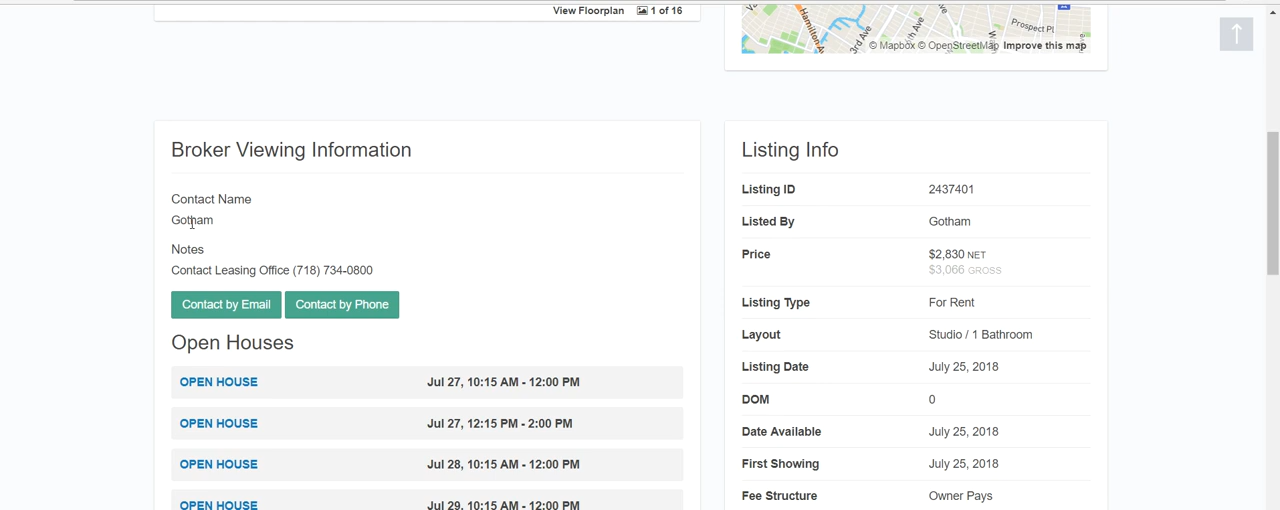 View Floorplan 1 of 16
Hamilton Av
3rd Ave
Prospect Pl
© Mapbox © OpenStreetMap Improve this map
Broker Viewing Information
Contact Name
Gotham
Notes
Contact Leasing Office (718) 734-0800
Contact by Email Contact by Phone
Open Houses
OPEN HOUSE Jul 27, 10:15 AM - 12:00 PM
OPEN HOUSE Jul 27, 12:15 PM - 2:00 PM
OPEN HOUSE Jul 28, 10:15 AM - 12:00 PM
OPEN HOUSE Jul 29, 10:15 AM - 12:00 PM
Listing Info
Listing ID 2437401
Listed By Gotham
Price $2,830 NET
$3,066 GROSS
Listing Type For Rent
Layout Studio / 1 Bathroom
Listing Date July 25, 2018
DOM 0
Date Available July 25, 2018
First Showing July 25, 2018
Fee Structure Owner Pays